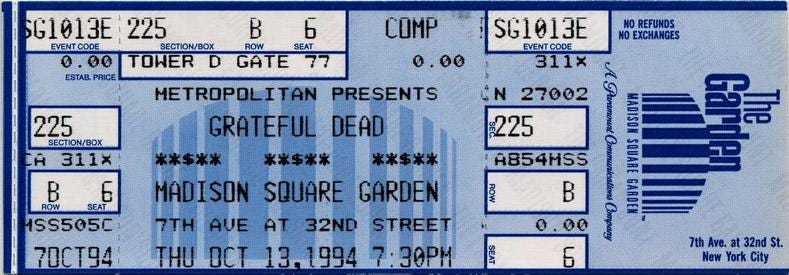 SG1013E 225 B 6 COMP SG1013E
EVENT CODE SECTION/BOX ROW SEAT EVENT CODE
0.00 TOWER D GATE 77 0.00 311X
ESTAB. PRICE
METROPOLITAN PRESENTS CN 27002
225 GRATEFUL DEAD SEC. 225
SECTION/BOX
CA 311X **$** **$** **$** A854MSS
B 6 MADISON SQUARE GARDEN ROW B
ROW SEAT
MSS505C 7TH AVE AT 32ND STREET 0.00
7OCT94 THU OCT 13,1994 7:30PM SEAT 6
NO REFUNDS
NO EXCHANGES
The
Garden
MADISON SQUARE GARDEN™
A Paramount Communications Company
7th Ave. at 32nd St.
New York City